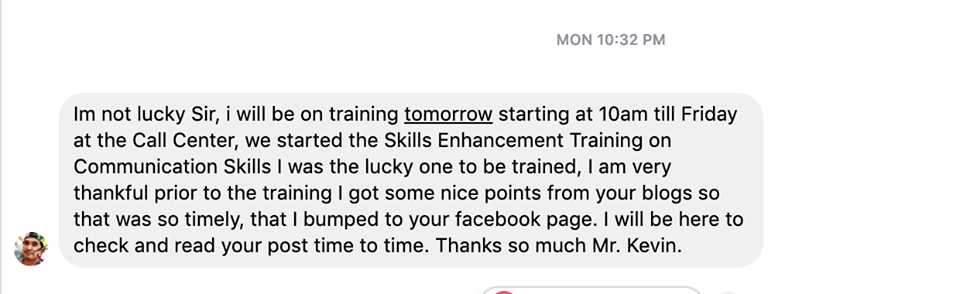 MON 10:32 PM
Im not lucky Sir, i will be on training tomorrow starting at 10am till Friday
at the Call Center, we started the Skills Enhancement Training on
Communication Skills I was the lucky one to be trained, I am very
thankful prior to the training I got some nice points from your blogs so
that was so timely, that I bumped to your facebook page. I will be here to
check and read your post time to time. Thanks so much Mr. Kevin.